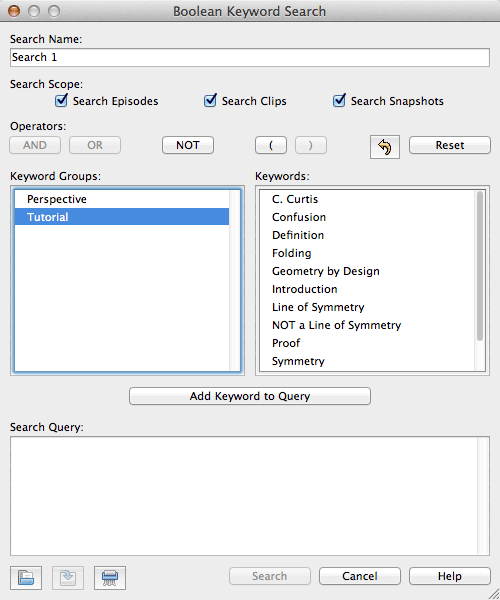 Boolean Keyword Search
Search Name:
Search 1
Search Scope:
Search Episodes Search Clips Search Snapshots
Operators:
AND OR NOT ( ) Reset
Keyword Groups:
Perspective
Tutorial
Keywords:
C. Curtis
Confusion
Definition
Folding
Geometry by Design
Introduction
Line of Symmetry
NOT a Line of Symmetry
Proof
Symmetry
Add Keyword to Query
Search Query:
Search Cancel Help